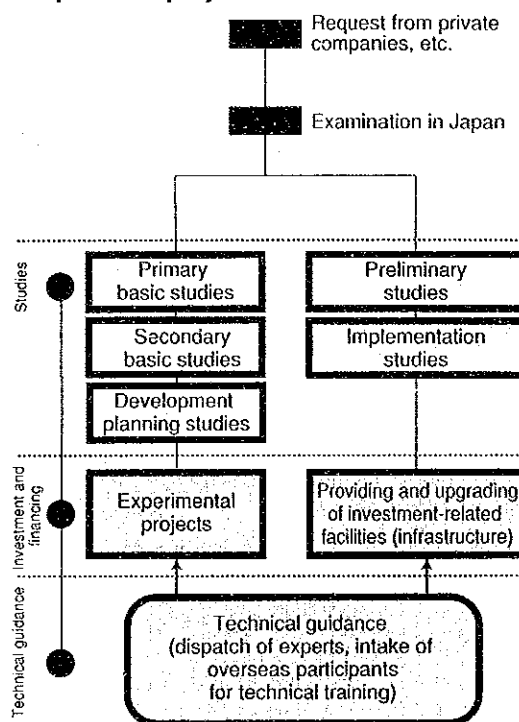 Request from private
companies, etc.
Examination in Japan
Studies
Primary
basic studies
Preliminary
studies
Secondary
basic studies
Implementation
studies
Development
planning studies
Investment and
financing
Experimental
projects
Providing and upgrading
of investment-related
facilities (infrastructure)
Technical guidance
Technical guidance
(dispatch of experts, intake of
overseas participants
for technical training)